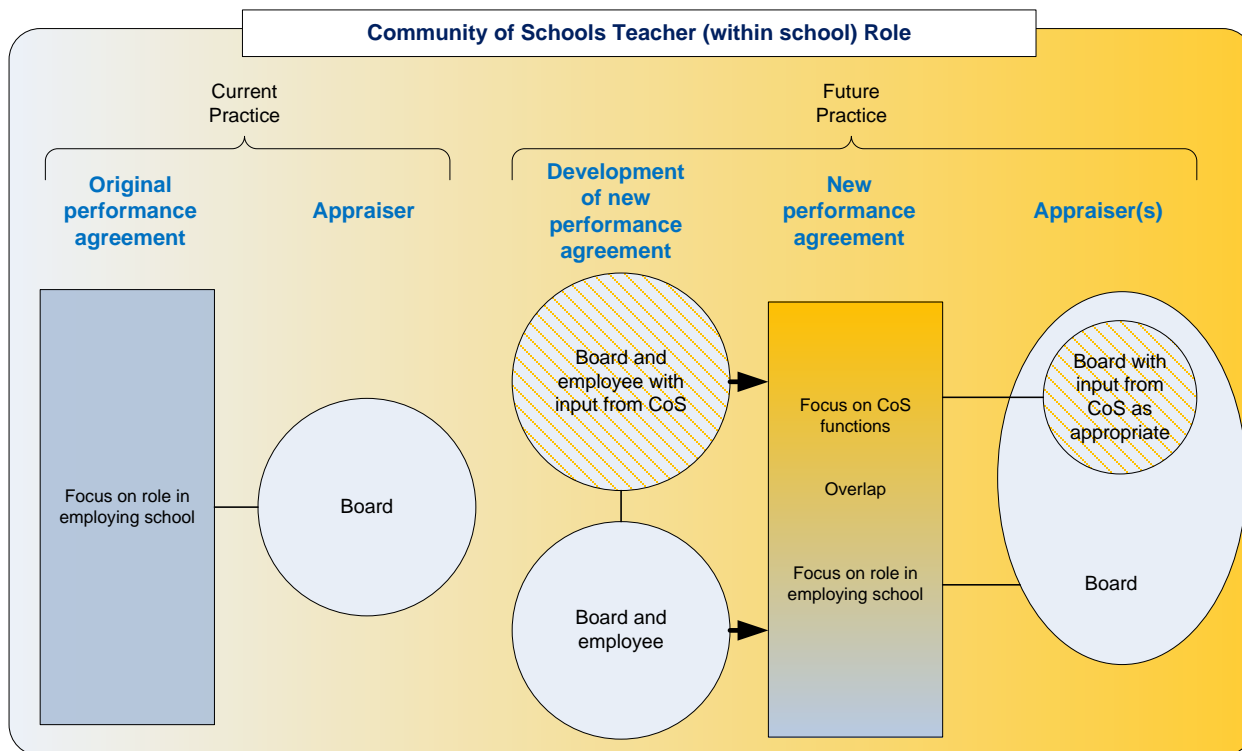 Community of Schools Teacher (within school) Role
Current
Practice
Original
performance
agreement
Appraiser
Focus on role in
employing school
Board
Future
Practice
Development
of new
performance
agreement
New
performance
agreement
Appraiser(s)
Board and
employee with
input from CoS
Board and
employee
Focus on CoS
functions
Overlap
Focus on role in
employing school
Board with
input from
CoS as
appropriate
Board